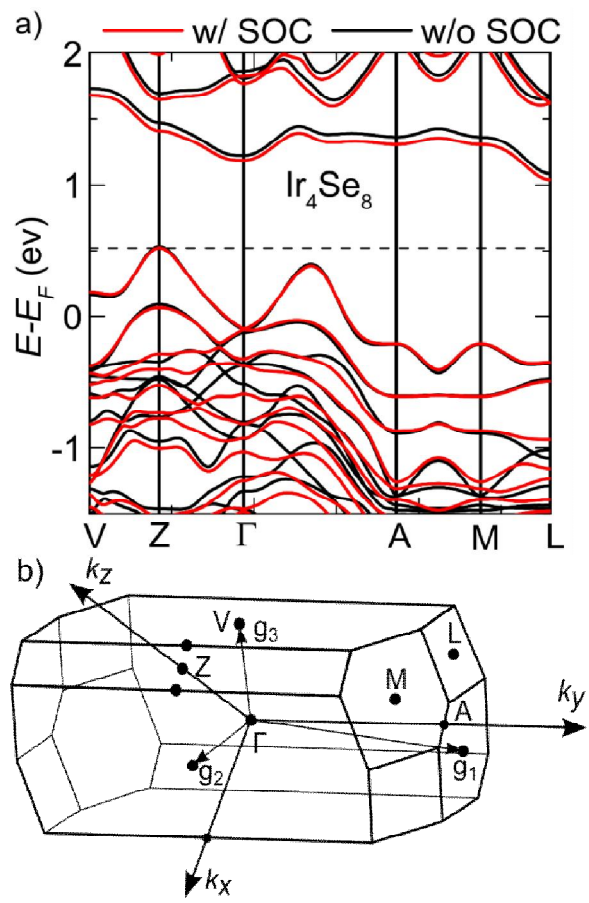 a) w/ SOC w/o SOC
2
1
0
-1
E-E_F (ev)
Ir₄Se₈
V Z Γ A M L
b)
k_z
V g₃
L
Z
M
k_y
A
Γ
g₂ g₁
k_x